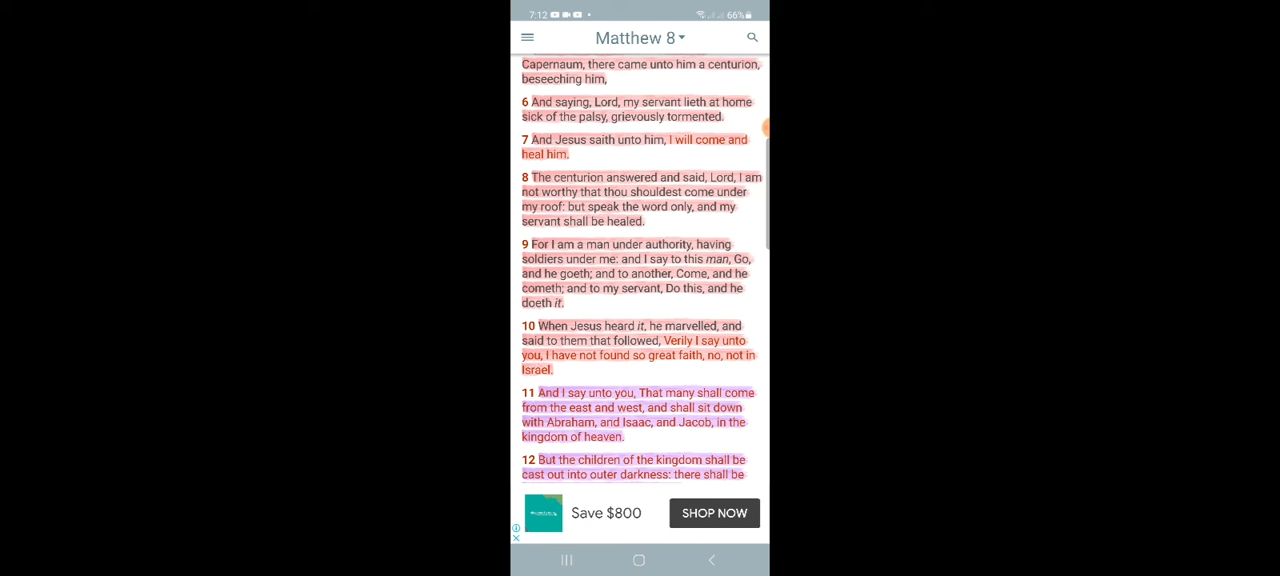 7:12
66%
Matthew 8
Capernaum, there came unto him a centurion,
beseeching him,
6 And saying, Lord, my servant lieth at home
sick of the palsy, grievously tormented.
7 And Jesus saith unto him, I will come and
heal him.
8 The centurion answered and said, Lord, I am
not worthy that thou shouldest come under
my roof: but speak the word only, and my
servant shall be healed.
9 For I am a man under authority, having
soldiers under me: and I say to this man, Go,
and he goeth; and to another, Come, and he
cometh; and to my servant, Do this, and he
doeth it.
10 When Jesus heard it, he marvelled, and
said to them that followed, Verily I say unto
you, I have not found so great faith, no, not in
Israel.
11 And I say unto you, That many shall come
from the east and west, and shall sit down
with Abraham, and Isaac, and Jacob, in the
kingdom of heaven.
12 But the children of the kingdom shall be
cast out into outer darkness: there shall be
Save $800
SHOP NOW